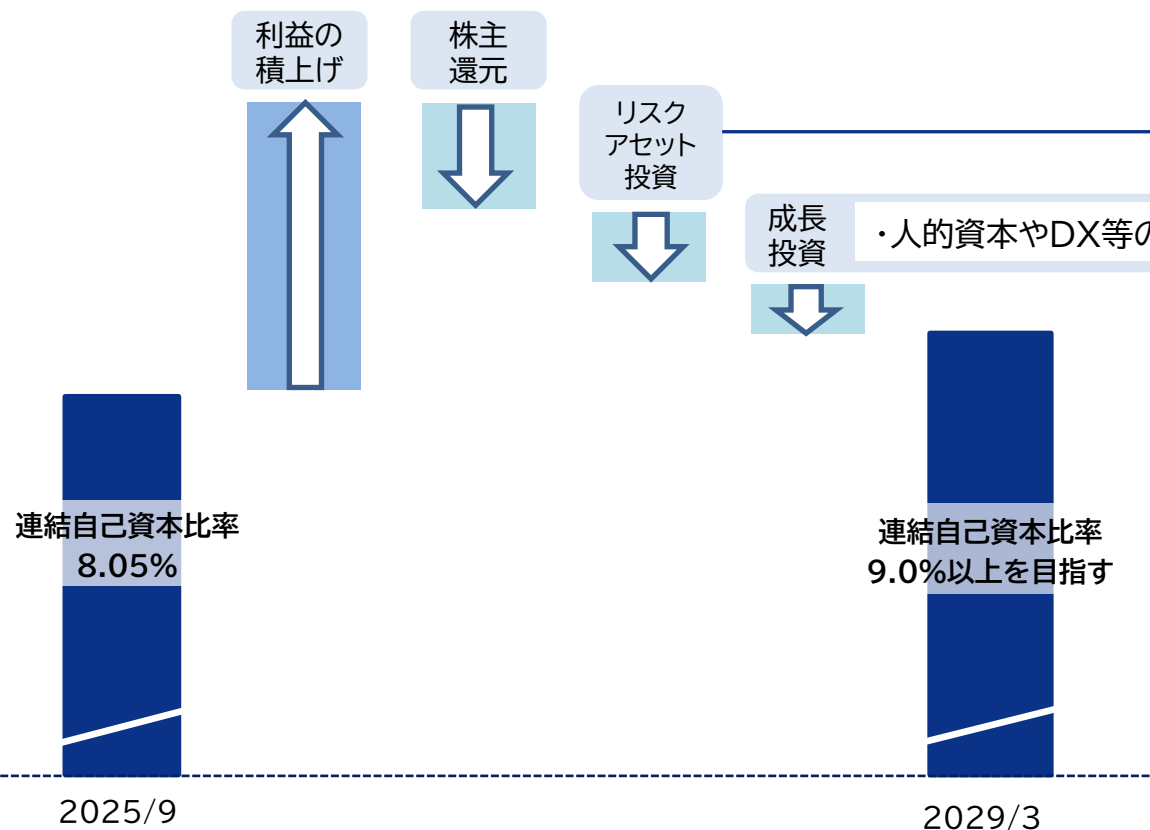 利益の
積上げ
株主
還元
リスク
アセット
投資
成長
投資
・人的資本やDX等の
連結自己資本比率
8.05%
連結自己資本比率
9.0%以上を目指す
2025/9
2029/3